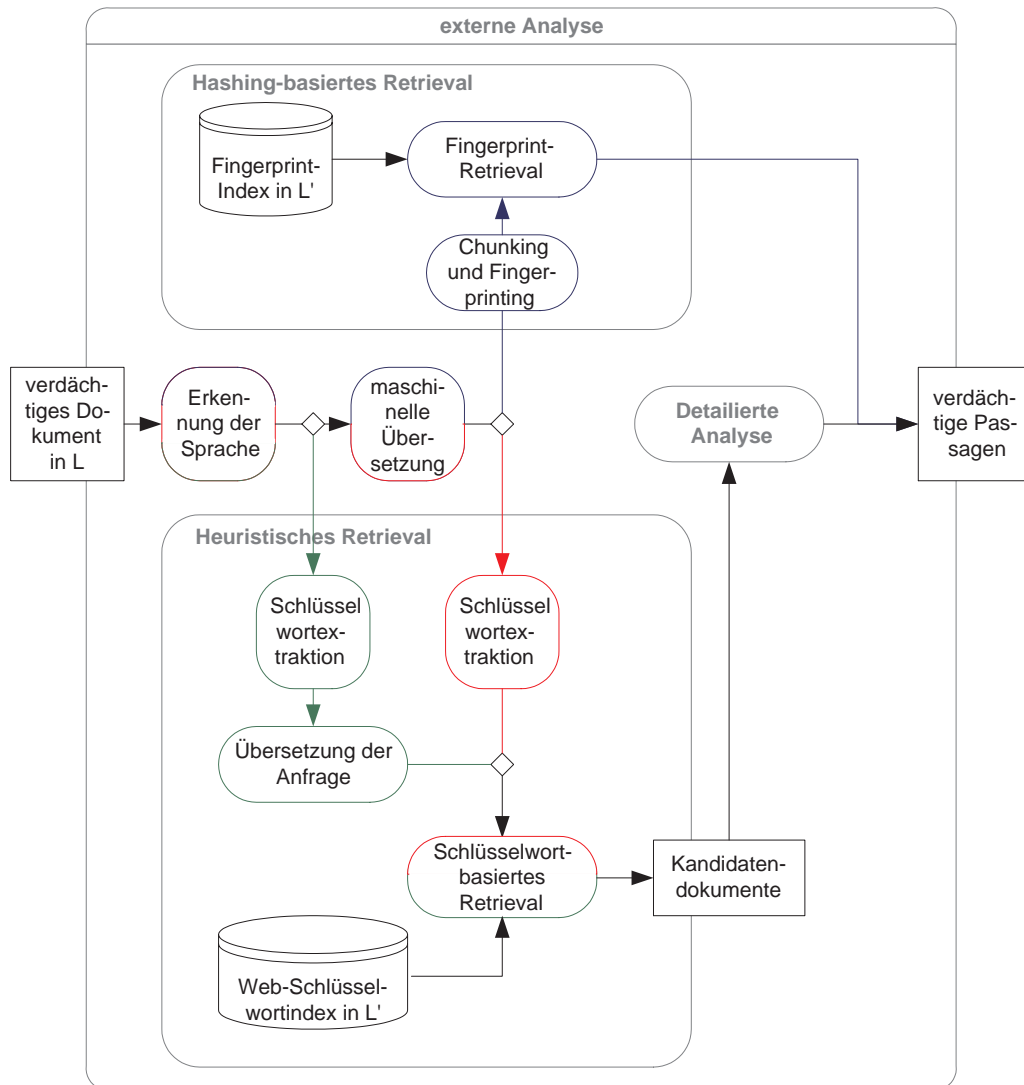 externe Analyse
Hashing-basiertes Retrieval
Fingerprint-
Index in L'
Fingerprint-
Retrieval
Chunking
und Finger-
printing
verdäch-
tiges Do-
kument
in L
Erken-
nung der
Sprache
maschi-
nelle
Über-
setzung
Detailierte
Analyse
verdäch-
tige Pas-
sagen
Heuristisches Retrieval
Schlüssel
wortex-
traktion
Schlüssel
wortex-
traktion
Übersetzung der
Anfrage
Schlüsselwort-
basiertes
Retrieval
Kandidaten-
dokumente
Web-Schlüssel-
wortindex in L'